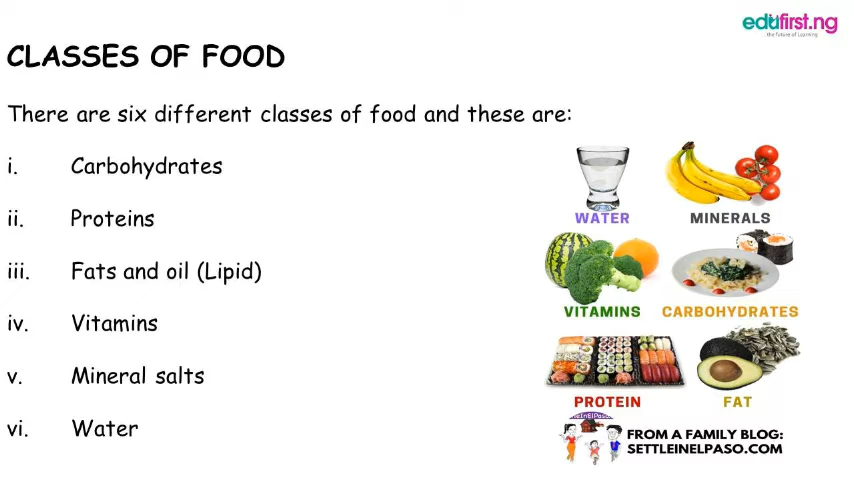 edufirst.ng
the future of Learning
CLASSES OF FOOD
There are six different classes of food and these are:
i. Carbohydrates
ii. Proteins
iii. Fats and oil (Lipid)
iv. Vitamins
v. Mineral salts
vi. Water
WATER
MINERALS
VITAMINS
CARBOHYDRATES
PROTEIN
FAT
FROM A FAMILY BLOG:
SETTLEINELPASO.COM